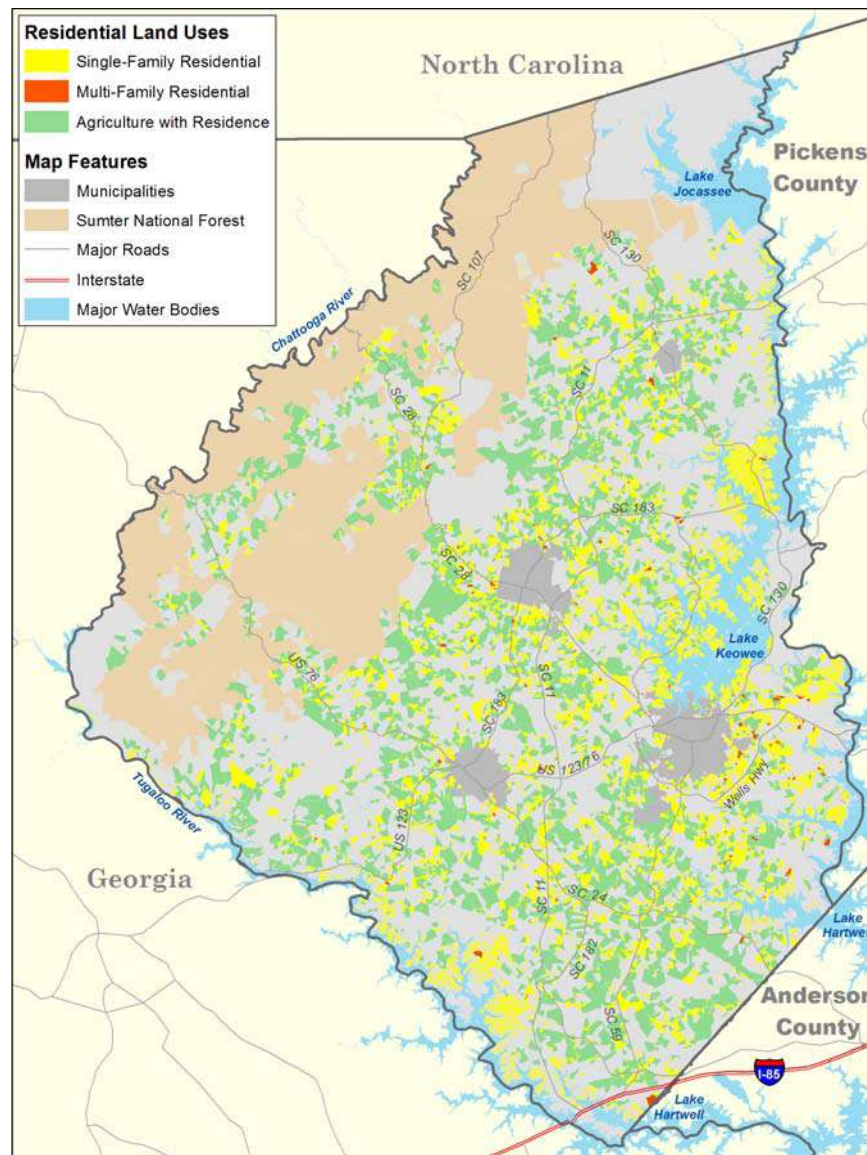 Residential Land Uses
Single-Family Residential
Multi-Family Residential
Agriculture with Residence
Map Features
Municipalities
Sumter National Forest
Major Roads
Interstate
Major Water Bodies
North Carolina
Pickens
County
Lake
Jocassee
SC 130
SC 107
Chattooga River
SC 11
SC 28
SC 183
SC 28
SC 130
Lake
Keowee
US 76
SC 11
SC 183
US 123/76
Wells Hwy
Tugaloo River
US 123
Georgia
SC 11
SC 24
Lake
Hartwell
SC 182
Anderson
County
SC 59
I-85
Lake
Hartwell